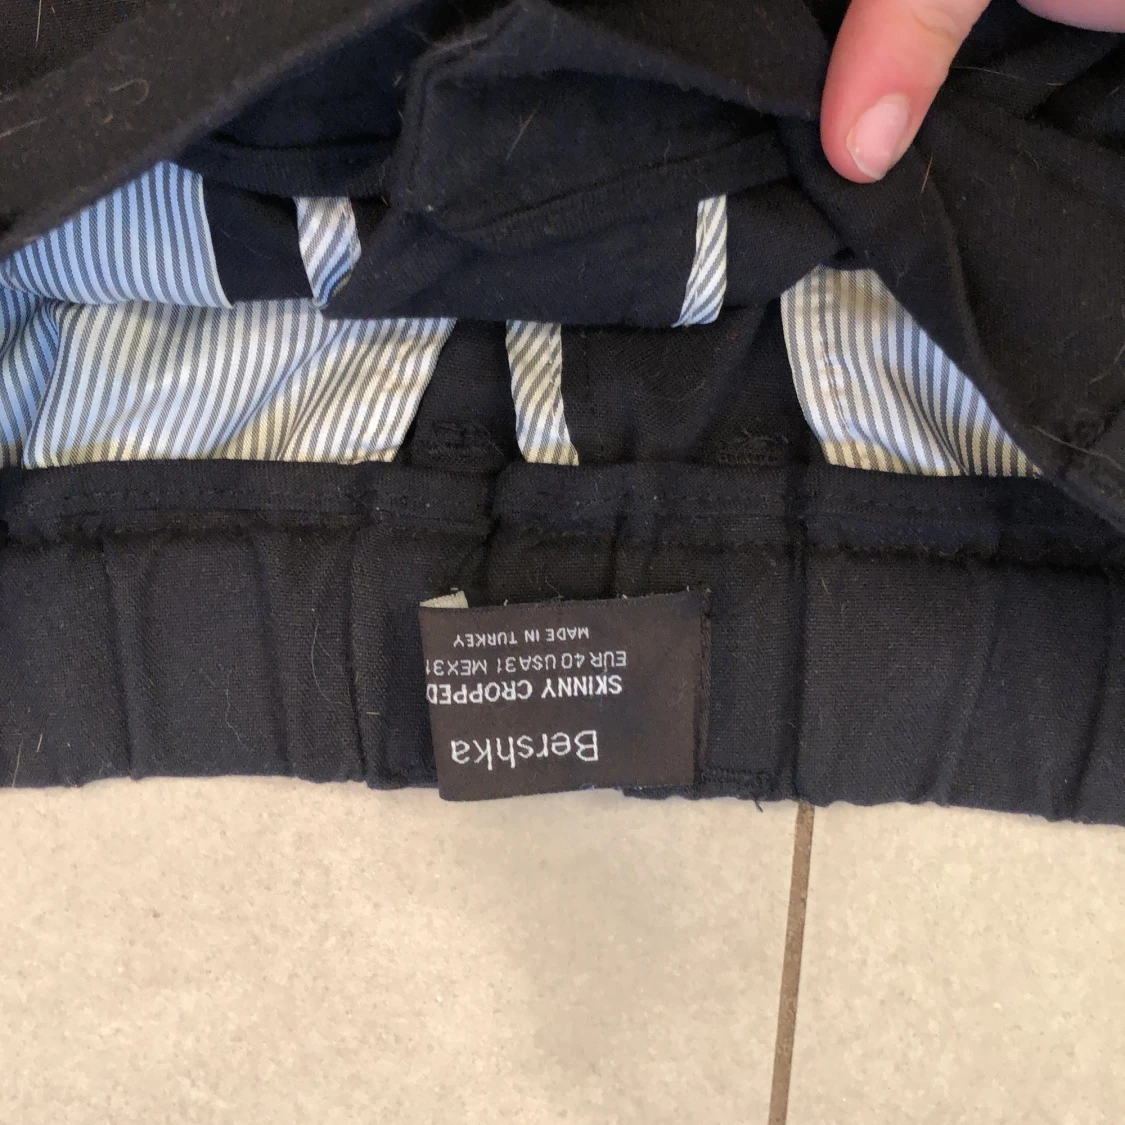 Bershka
SKINNY CROPPED
EUR 40 USA31 MEX31
MADE IN TURKEY